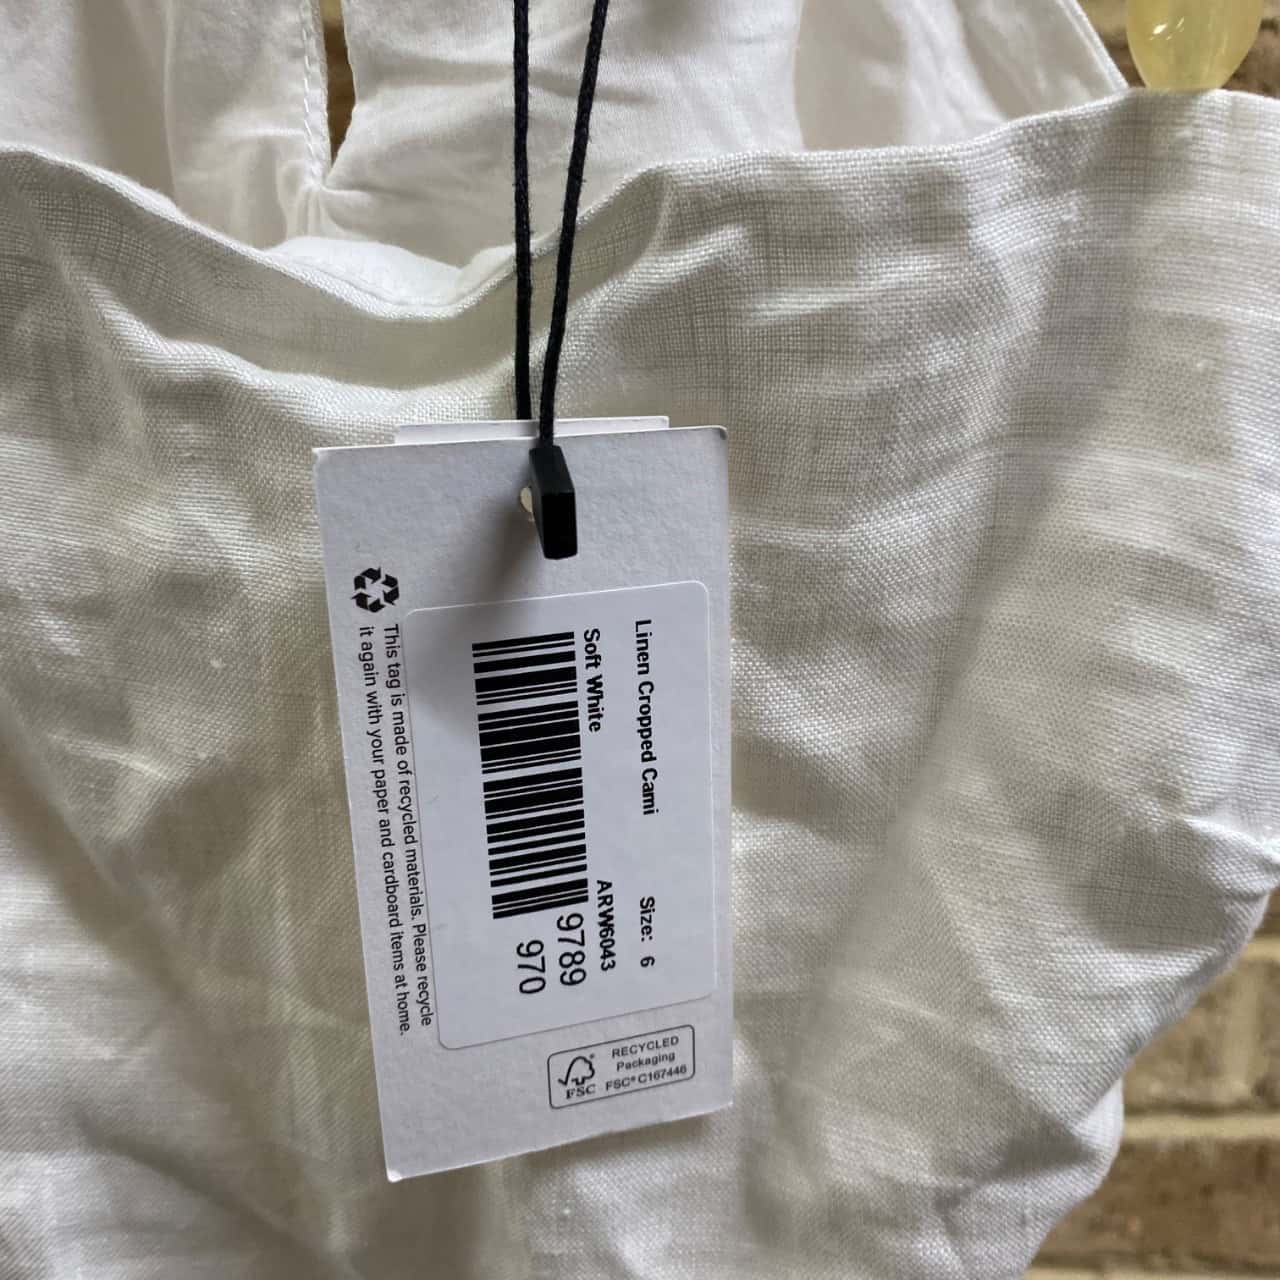 Linen Cropped Cami Size: 6
Soft White ARW6043
9789
970
This tag is made of recycled materials. Please recycle
it again with your paper and cardboard items at home.
FSC
RECYCLED
Packaging
FSC® C167446